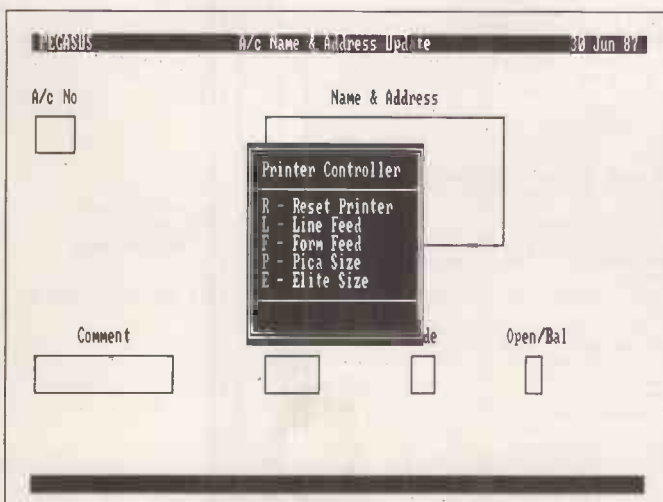 PEGASUS A/c Name & Address Update 30 Jun 87
A/c No Name & Address
Printer Controller
R - Reset Printer
L - Line Feed
F - Form Feed
P - Pica Size
E - Elite Size
Comment de Open/Bal